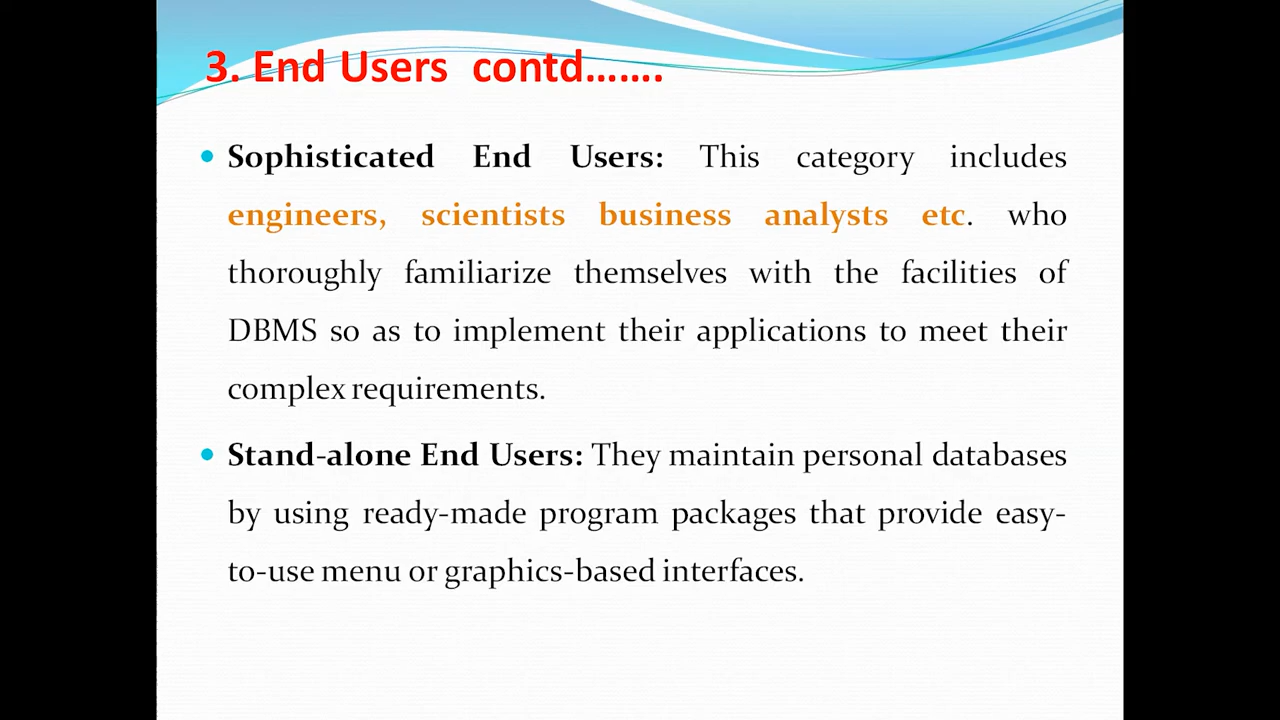 3. End Users contd.......
• Sophisticated End Users: This category includes
engineers, scientists business analysts etc. who
thoroughly familiarize themselves with the facilities of
DBMS so as to implement their applications to meet their
complex requirements.
• Stand-alone End Users: They maintain personal databases
by using ready-made program packages that provide easy-
to-use menu or graphics-based interfaces.